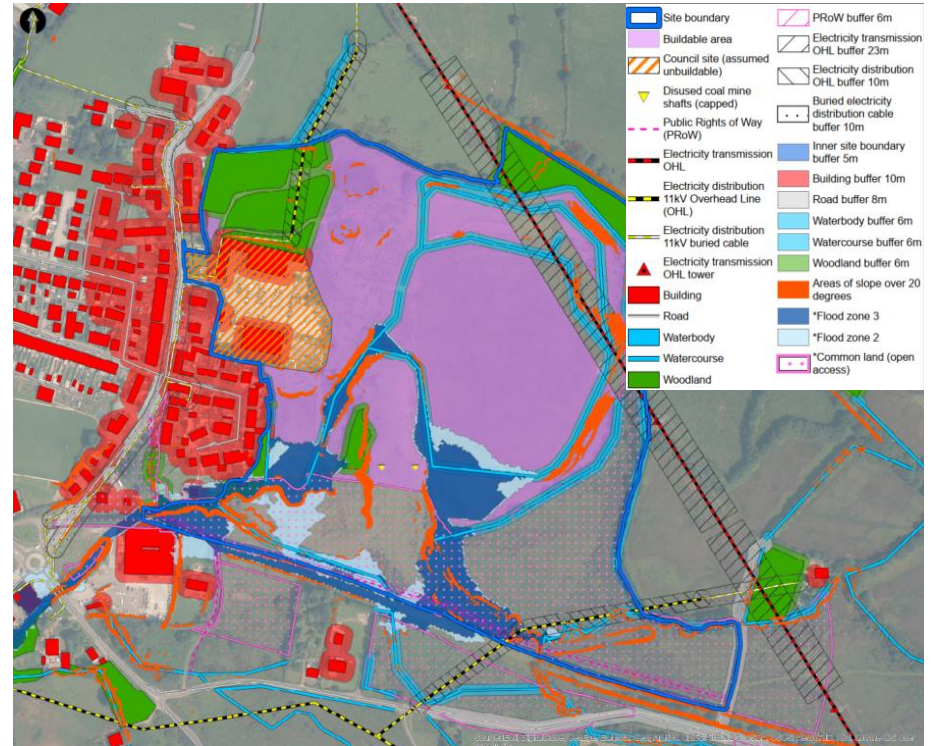 Site boundary
Buildable area
Council site (assumed
unbuildable)
Disused coal mine
shafts (capped)
Public Rights of Way
(PRoW)
Electricity transmission
OHL
Electricity distribution
11kV Overhead Line
(OHL)
Electricity distribution
11kV buried cable
Electricity transmission
OHL tower
Building
Road
Waterbody
Watercourse
Woodland
PRoW buffer 6m
Electricity transmission
OHL buffer 23m
Electricity distribution
OHL buffer 10m
Buried electricity
distribution cable
buffer 10m
Inner site boundary
buffer 5m
Building buffer 10m
Road buffer 8m
Waterbody buffer 6m
Watercourse buffer 6m
Woodland buffer 6m
Areas of slope over 20
degrees
*Flood zone 3
*Flood zone 2
*Common land (open
access)